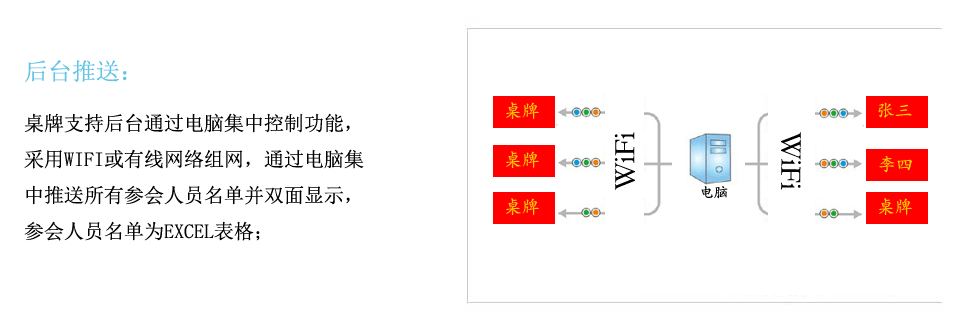 后台推送：
桌牌支持后台通过电脑集中控制功能，
采用WIFI或有线网络组网，通过电脑集
中推送所有参会人员名单并双面显示，
参会人员名单为EXCEL表格；
桌牌
桌牌
桌牌
WiFi
电脑
WiFi
张三
李四
桌牌